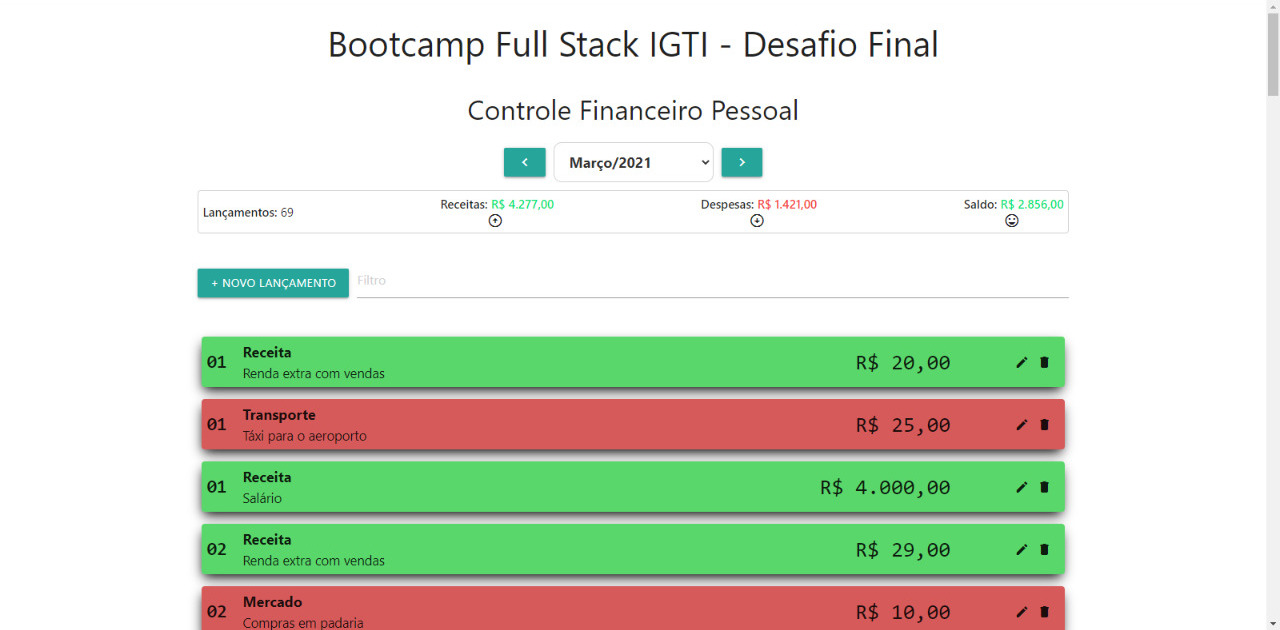 Bootcamp Full Stack IGTI - Desafio Final
Controle Financeiro Pessoal
Março/2021
Lançamentos: 69
Receitas: R$ 4.277,00
Despesas: R$ 1.421,00
Saldo: R$ 2.856,00
+ NOVO LANÇAMENTO
Filtro
01 Receita R$ 20,00
Renda extra com vendas
01 Transporte R$ 25,00
Táxi para o aeroporto
01 Receita R$ 4.000,00
Salário
02 Receita R$ 29,00
Renda extra com vendas
02 Mercado R$ 10,00
Compras em padaria